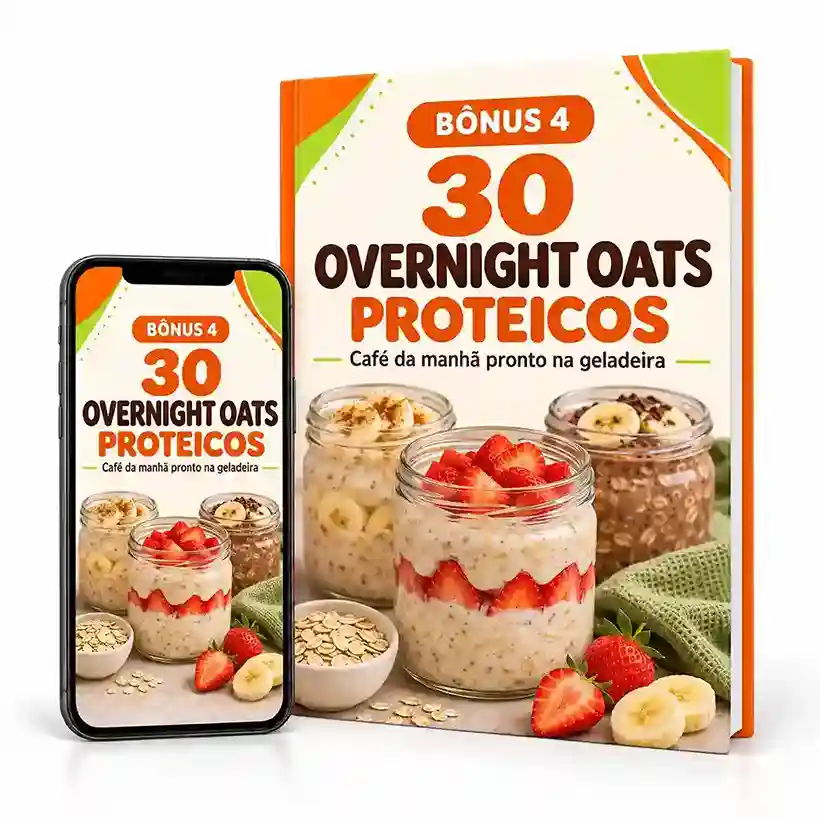 BÔNUS 4
30
OVERNIGHT OATS
PROTEICOS
Café da manhã pronto na geladeira
BÔNUS 4
30
OVERNIGHT OATS
PROTEICOS
Café da manhã pronto na geladeira